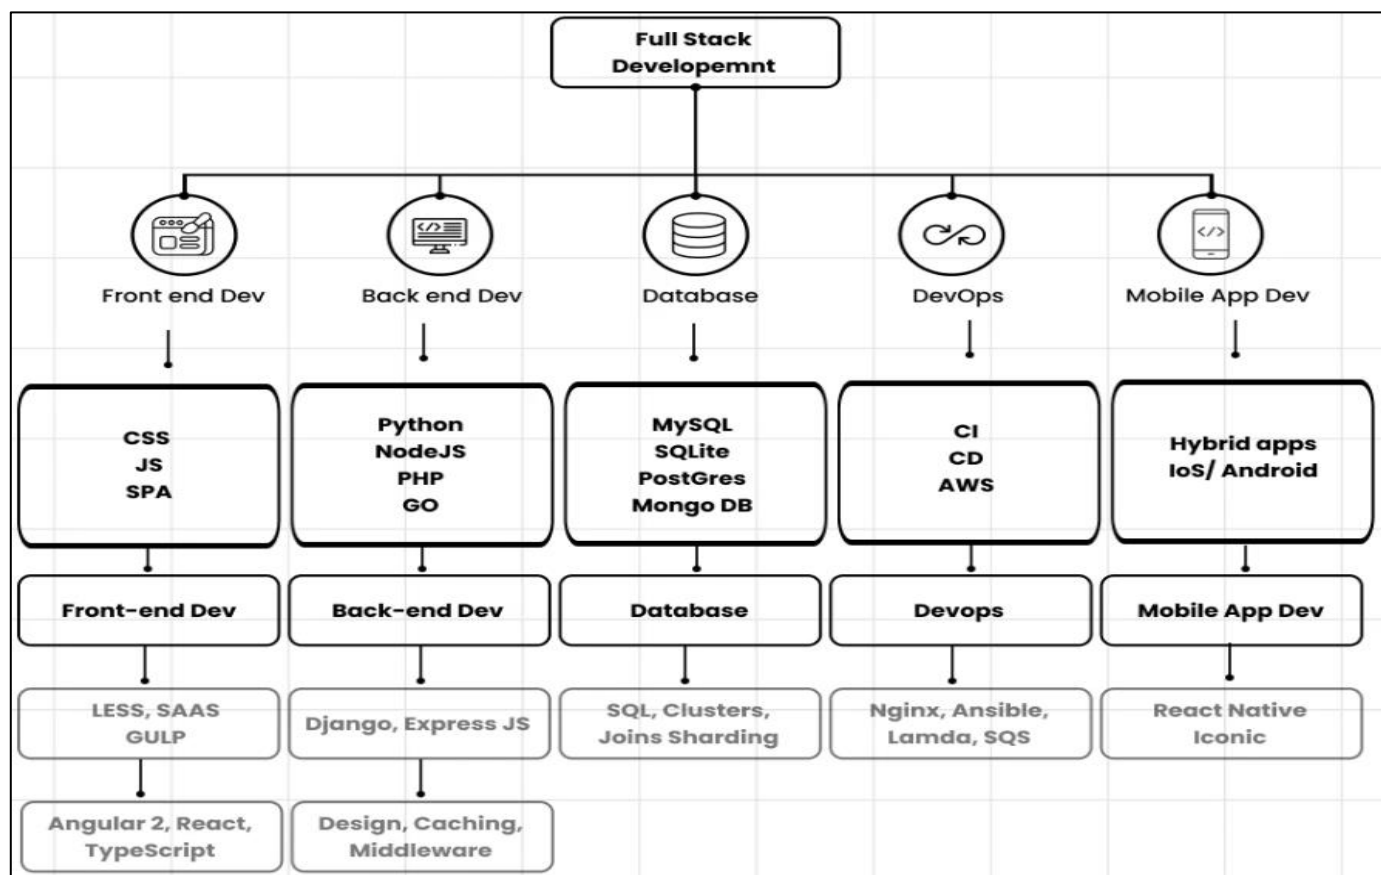 Full Stack
Developemnt
Front end Dev
Back end Dev
Database
DevOps
Mobile App Dev
CSS
JS
SPA
Python
NodeJS
PHP
GO
MySQL
SQLite
PostGres
Mongo DB
CI
CD
AWS
Hybrid apps
IoS/ Android
Front-end Dev
Back-end Dev
Database
Devops
Mobile App Dev
LESS, SAAS
GULP
Django, Express JS
SQL, Clusters,
Joins Sharding
Nginx, Ansible,
Lamda, SQS
React Native
Iconic
Angular 2, React,
TypeScript
Design, Caching,
Middleware